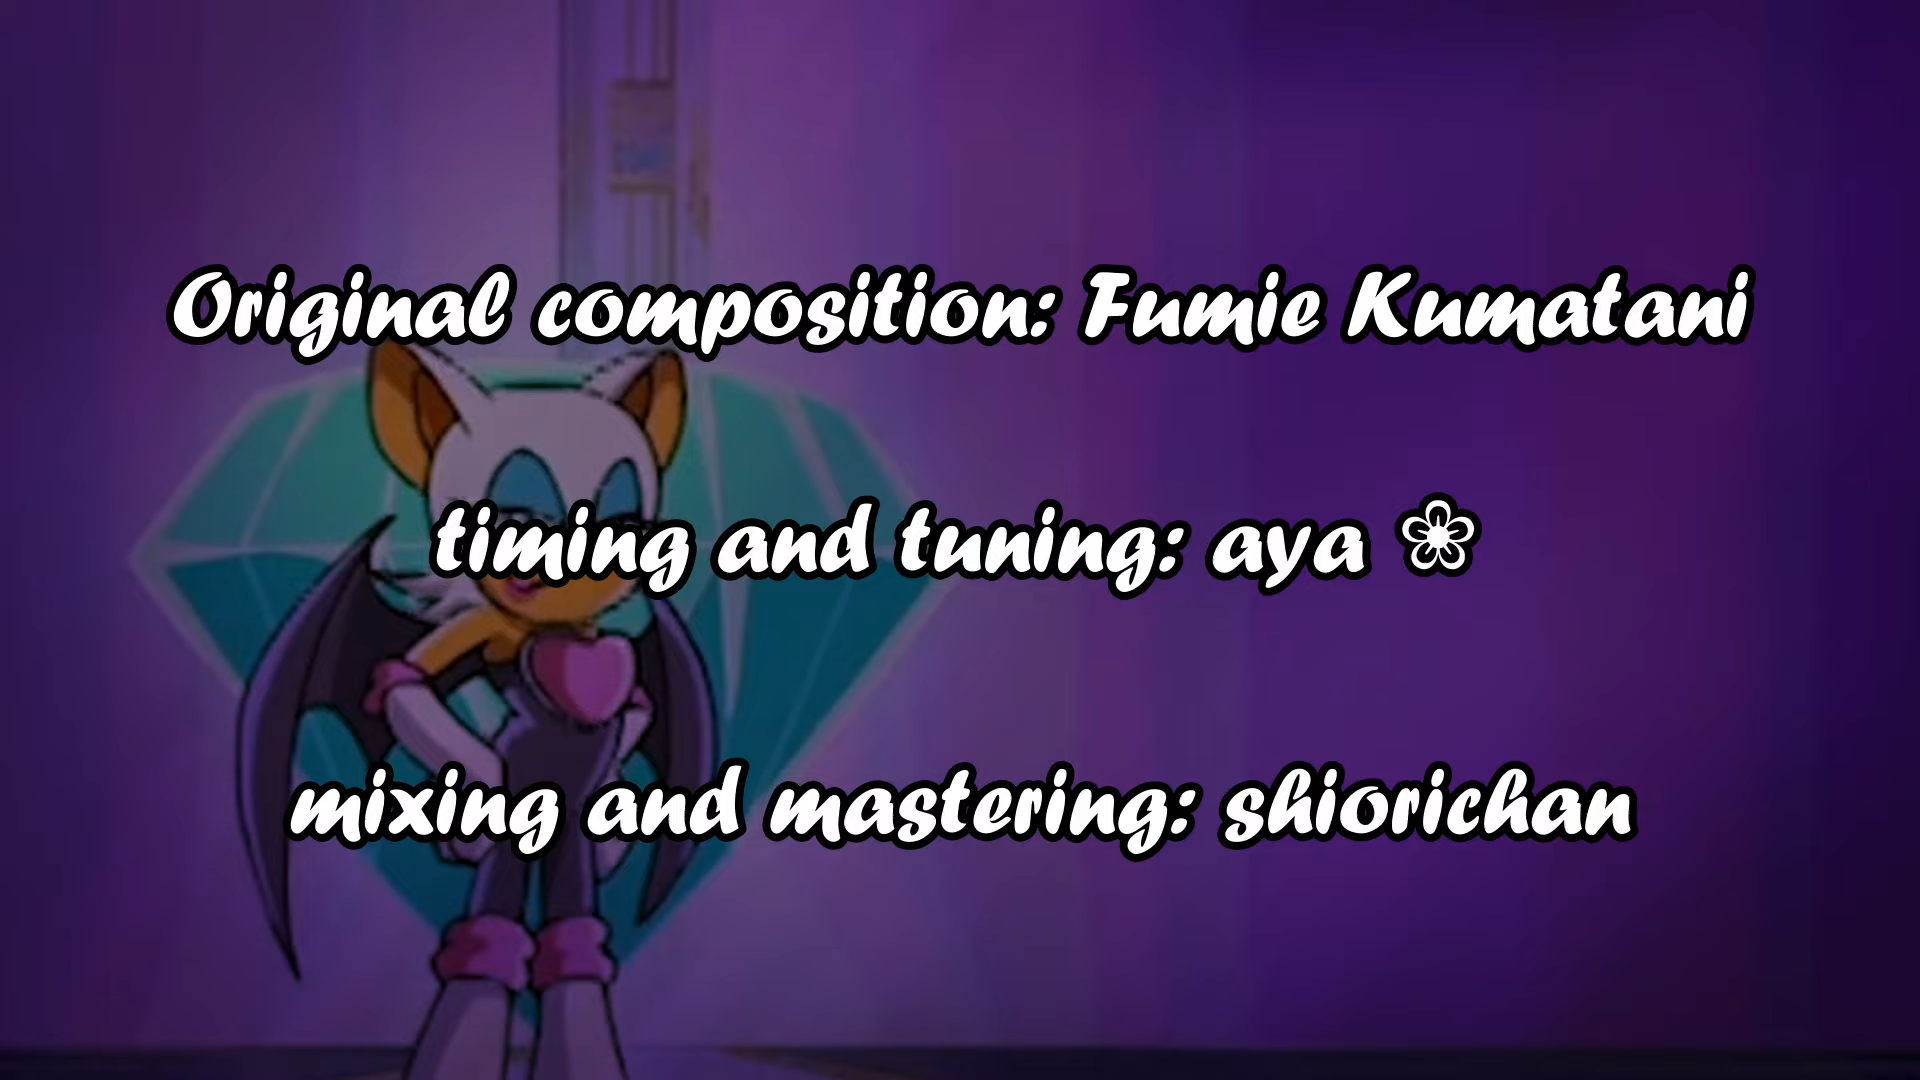 Original composition: Fumie Kumatani
timing and tuning: aya ❀
mixing and mastering: shiorichan